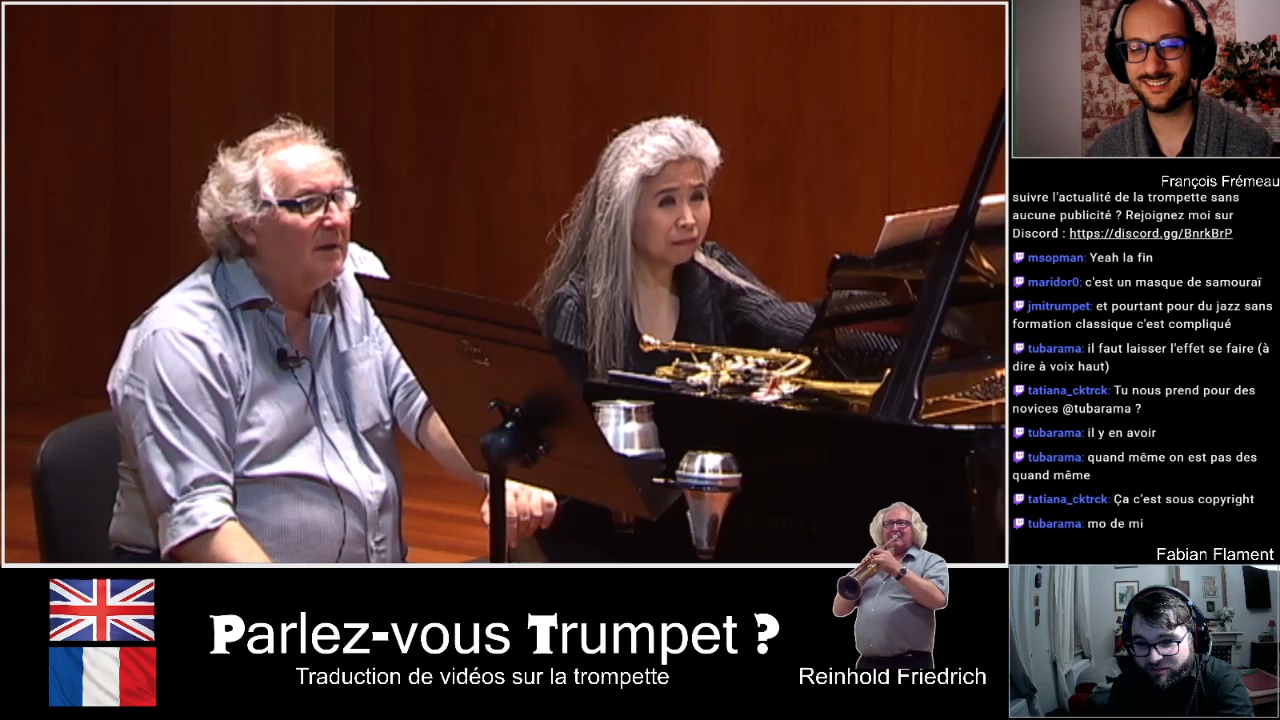 François Frémeau
suivre l'actualité de la trompette sans
aucune publicité ? Rejoignez moi sur
Discord : https://discord.gg/BnrkBrP
msopman: Yeah la fin
maridor0: c'est un masque de samouraï
jmitrumpet: et pourtant pour du jazz sans
formation classique c'est compliqué
tubarama: il faut laisser l'effet se faire (à
dire à voix haut)
tatiana_cktrck: Tu nous prend pour des
novices @tubarama ?
tubarama: il y en avoir
tubarama: quand même on est pas des
quand même
tatiana_cktrck: Ça c'est sous copyright
tubarama: mo de mi
Fabian Flament
Parlez-vous Trumpet ?
Traduction de vidéos sur la trompette
Reinhold Friedrich